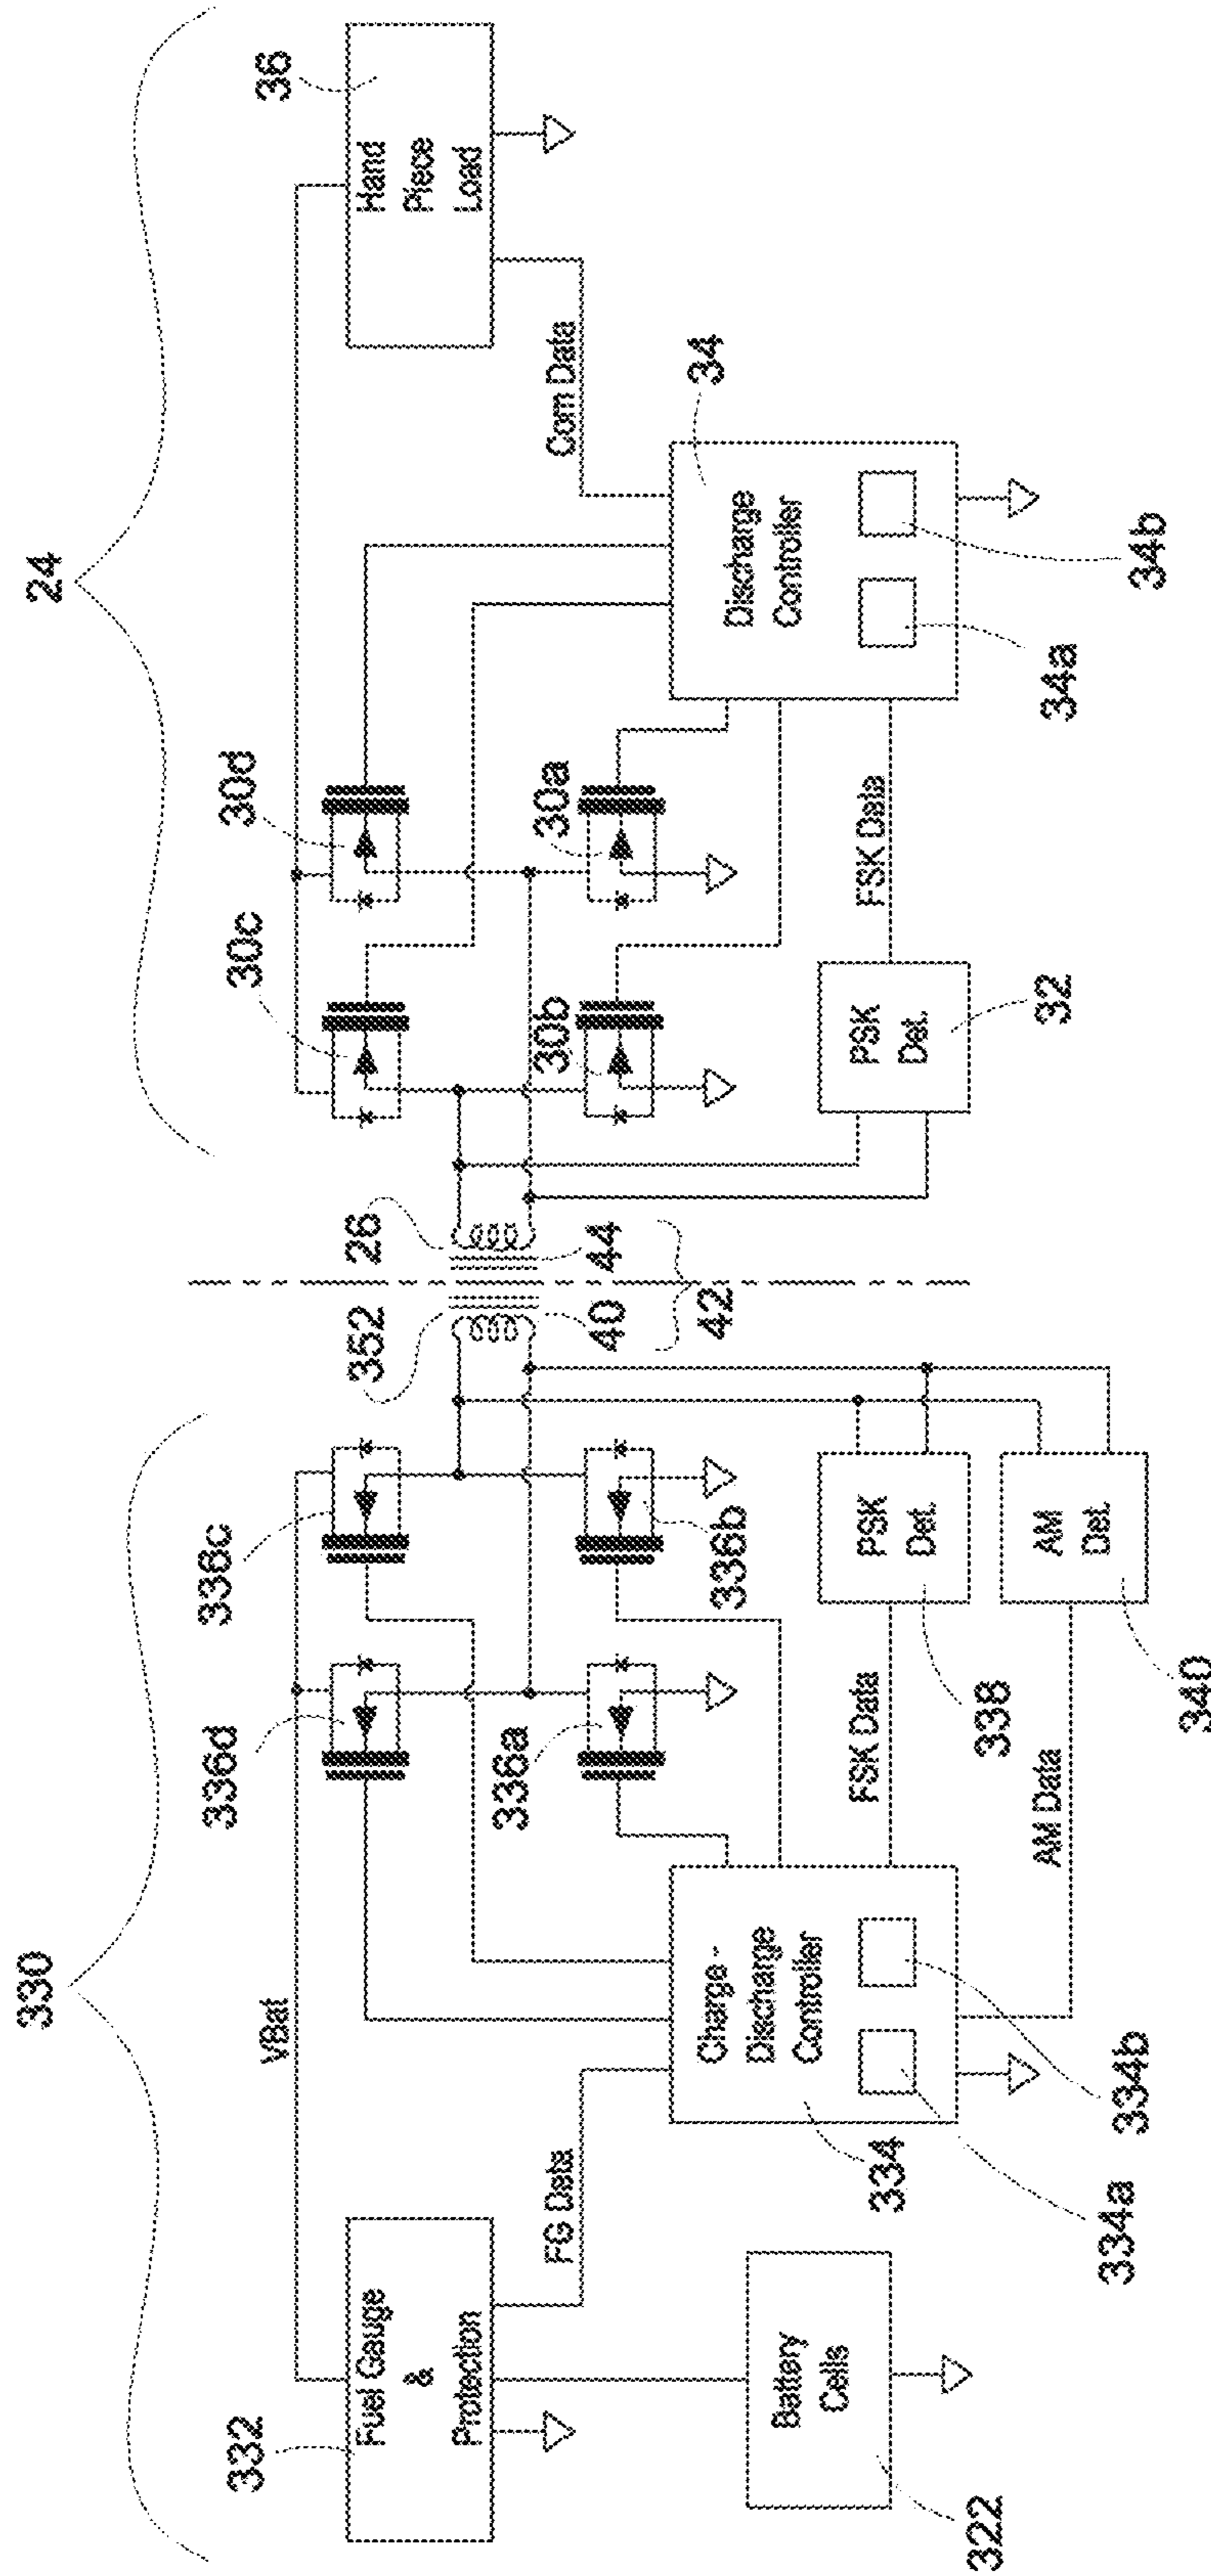 330
24
332
Fuel Gauge
&
Protection
VBat
336d
336c
352
26
30c
30d
36
Hand
Piece
Load
FG Data
336a
336b
40
44
42
30b
30a
Com Data
322
Battery
Cells
334
Charge -
Discharge
Controller
334a
334b
FSK Data
PSK
Det.
338
AM Data
AM
Det.
340
PSK
Det.
32
FSK Data
34
Discharge
Controller
34a
34b